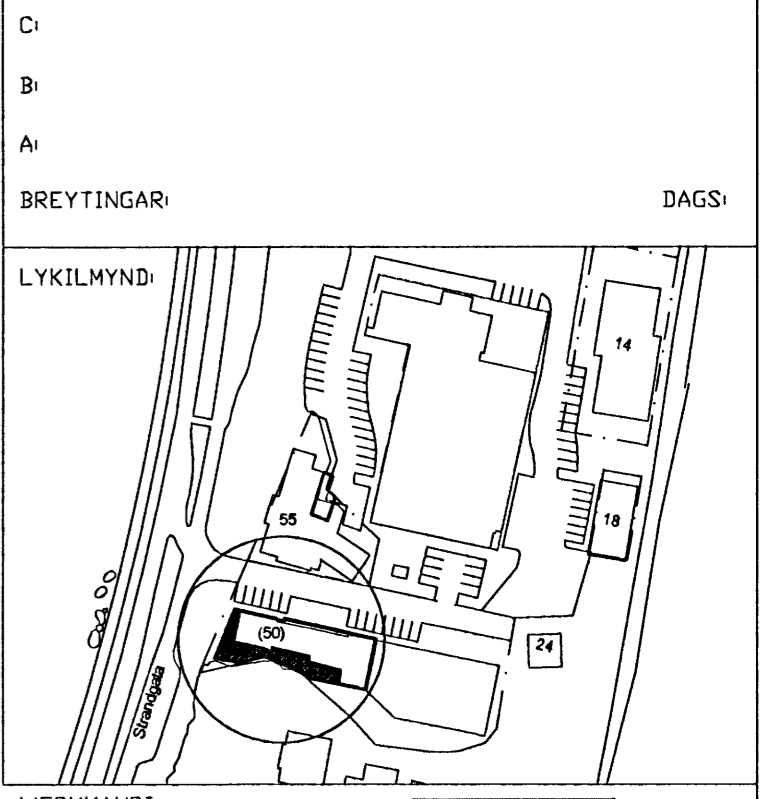 C:
B:
A:
BREYTINGAR: DAGS:
LYKILMYND:
14
18
55
(50)
24
Strandgata